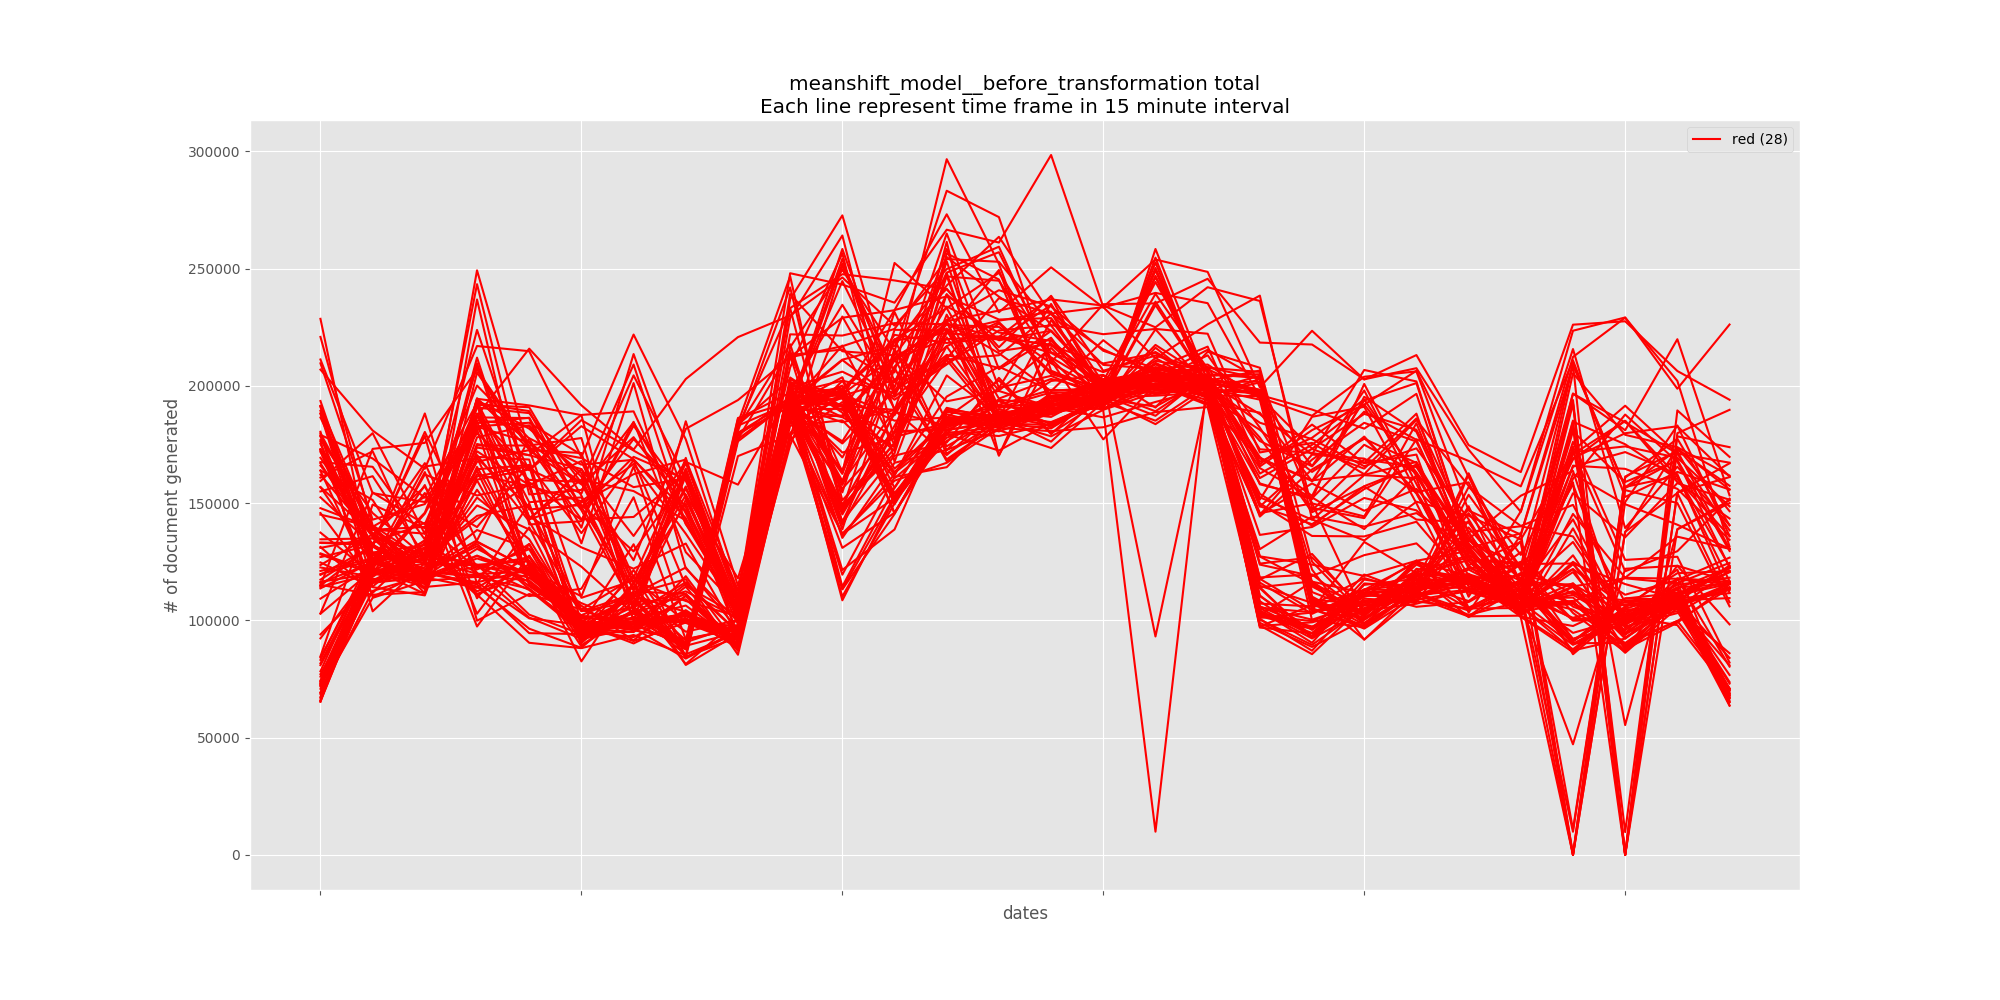 meanshift_model__before_transformation total
Each line represent time frame in 15 minute interval
red (28)
300000
250000
200000
150000
100000
50000
0
# of document generated
dates